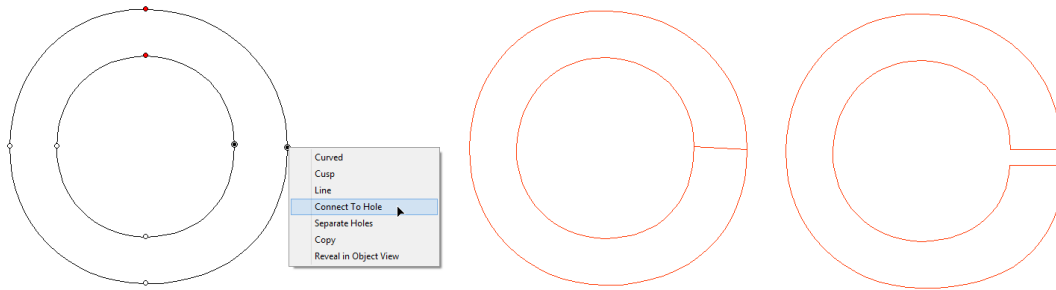 Curved
Cusp
Line
Connect To Hole
Separate Holes
Copy
Reveal in Object View